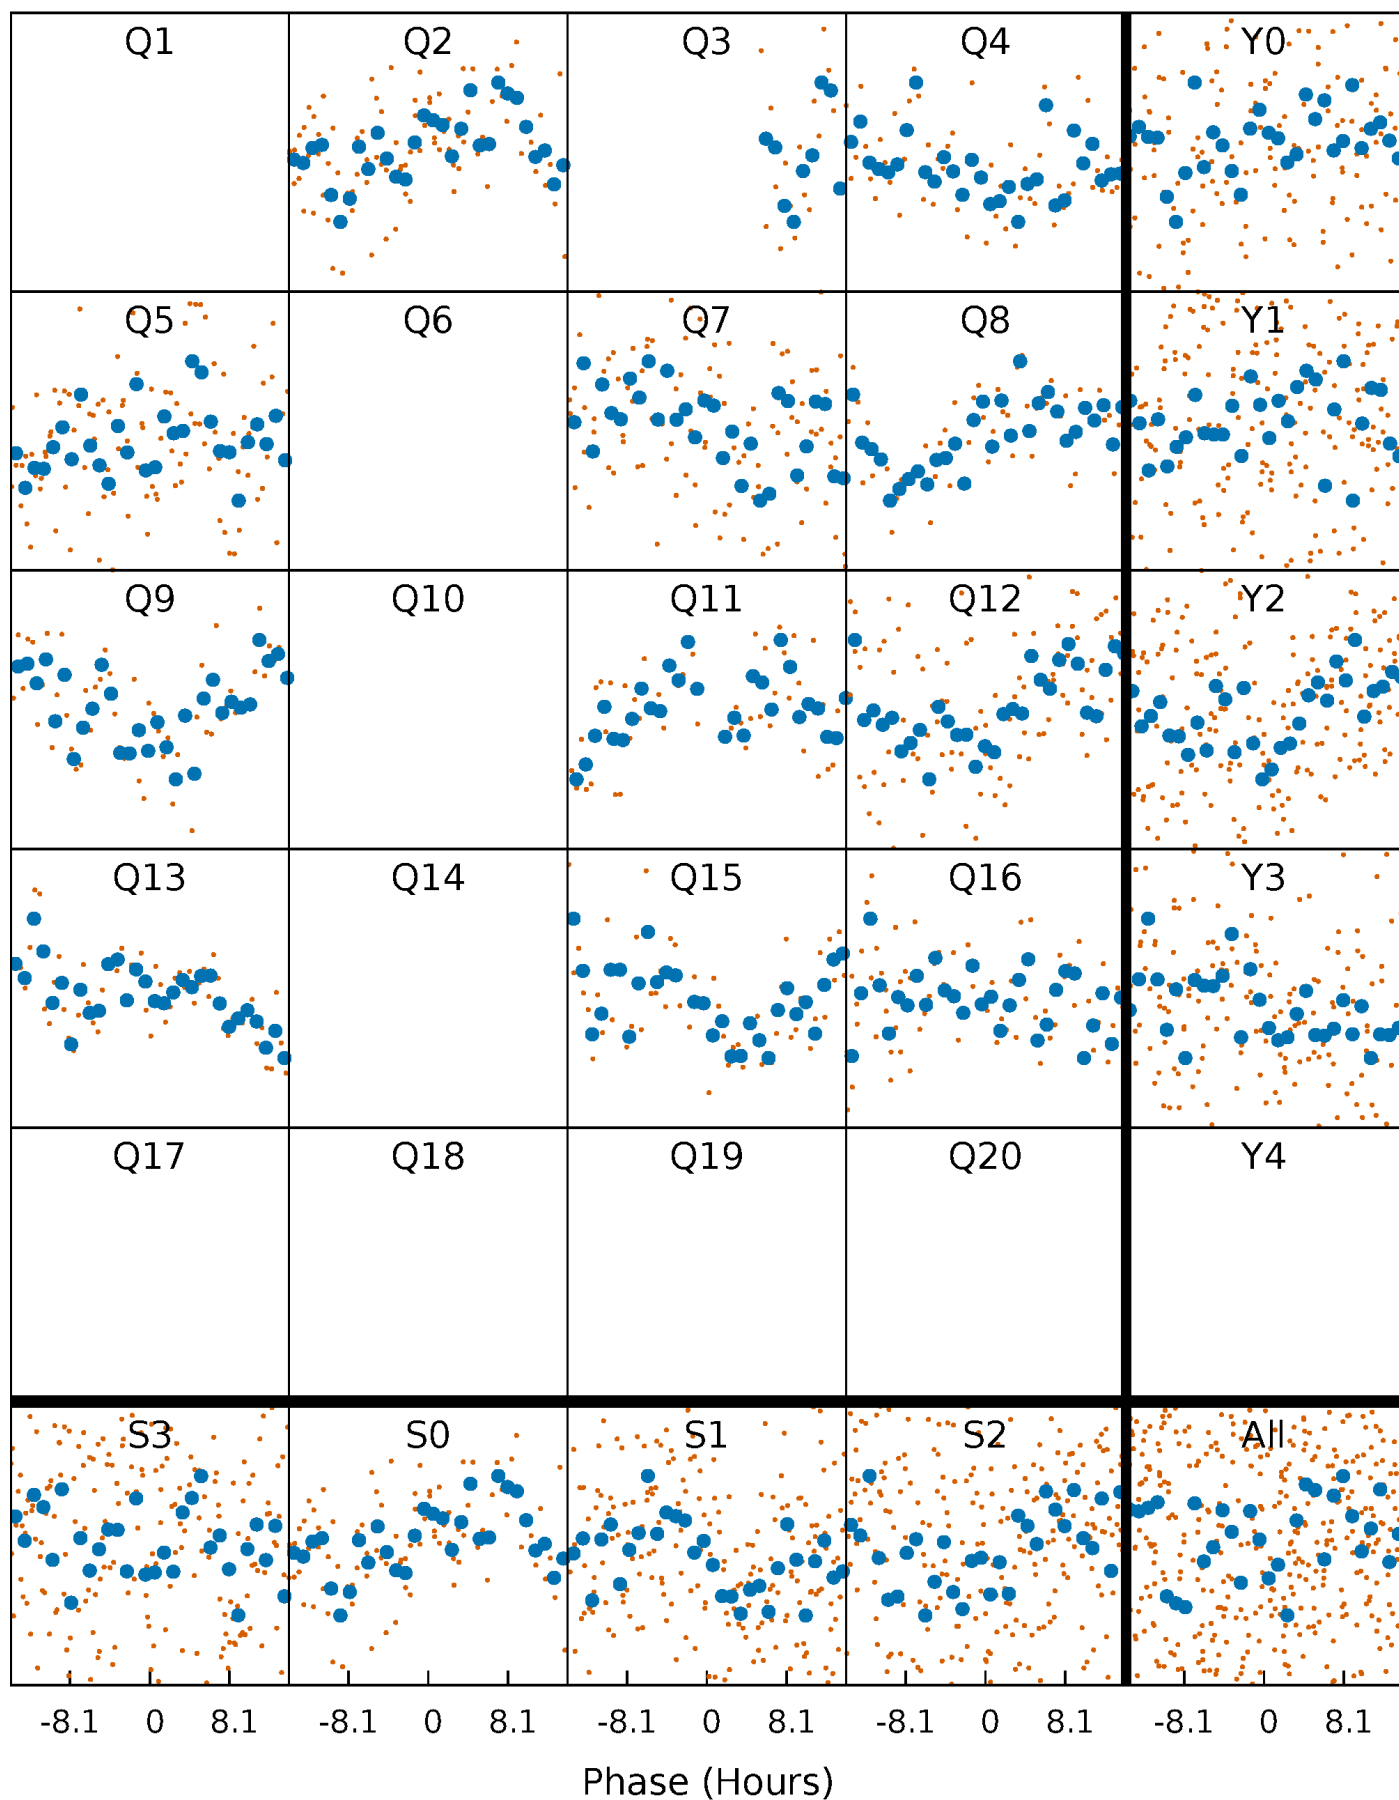 Q1 Q2 Q3 Q4 Y0
Q5 Q6 Q7 Q8 Y1
Q9 Q10 Q11 Q12 Y2
Q13 Q14 Q15 Q16 Y3
Q17 Q18 Q19 Q20 Y4
S3 S0 S1 S2 All
-8.1 0 8.1 -8.1 0 8.1 -8.1 0 8.1 -8.1 0 8.1 -8.1 0 8.1
Phase (Hours)